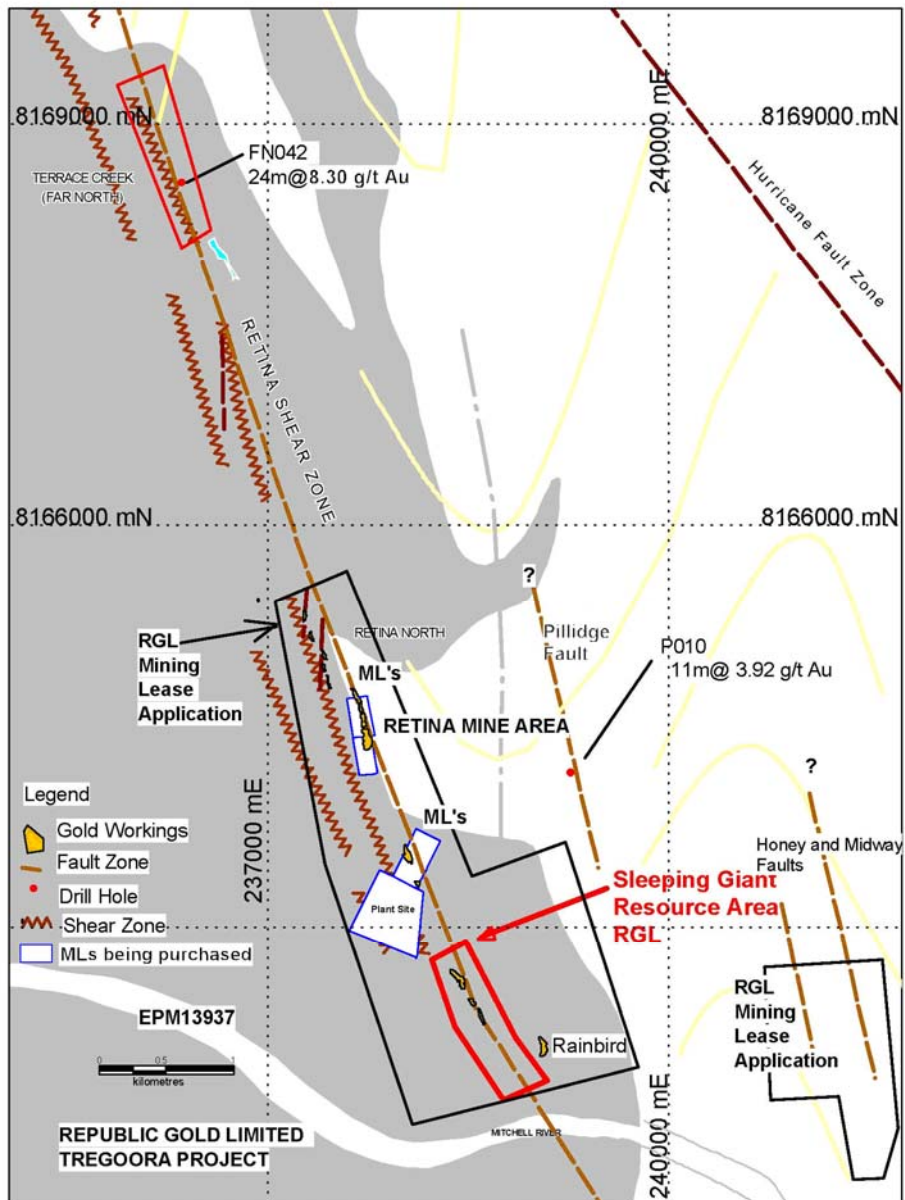 8169000 mN
8169000 mN
240000 mE
FN042
24m@8.30 g/t Au
TERRACE CREEK
(FAR NORTH)
Hurricane Fault Zone
RETINA SHEAR ZONE
8166000 mN
8166000 mN
?
Pillidge
Fault
RETINA NORTH
P010
11m@ 3.92 g/t Au
RGL
Mining
Lease
Application
ML's
RETINA MINE AREA
?
237000 mE
ML's
Honey and Midway
Faults
Legend
Gold Workings
Fault Zone
Drill Hole
Shear Zone
MLs being purchased
Plant Site
Sleeping Giant
Resource Area
RGL
EPM13937
RGL
Mining
Lease
Application
Rainbird
0 0.5 1
kilometres
240000 mE
MITCHELL RIVER
REPUBLIC GOLD LIMITED
TREGOORA PROJECT